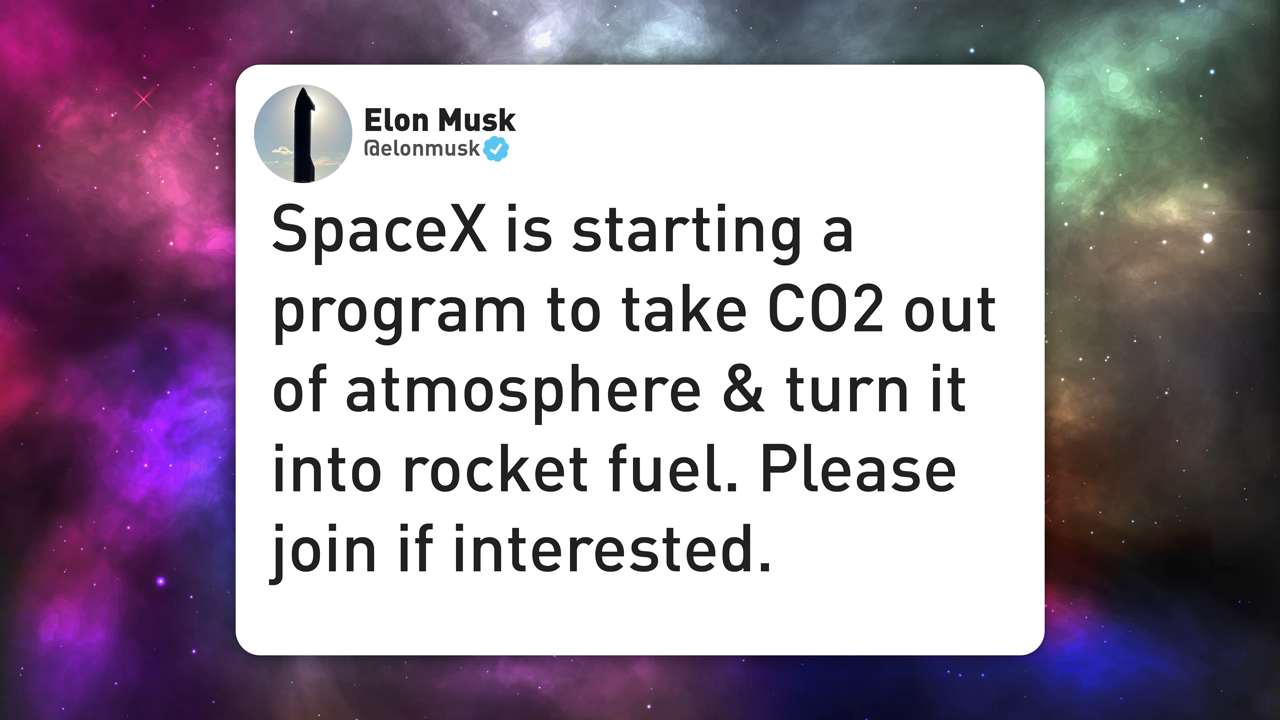 Elon Musk
@elonmusk
SpaceX is starting a
program to take CO2 out
of atmosphere & turn it
into rocket fuel. Please
join if interested.